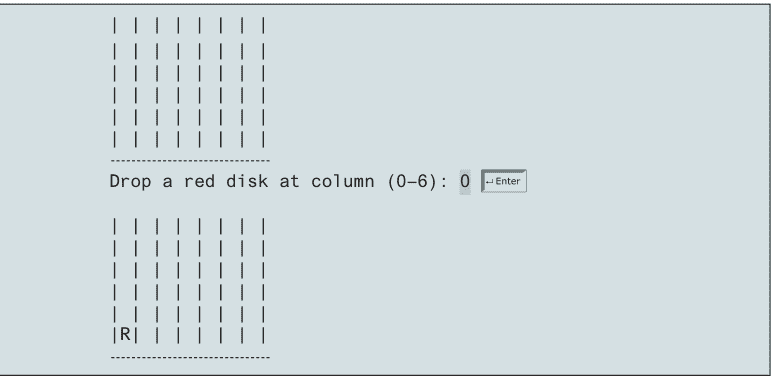 | | | | | | | |
| | | | | | | |
| | | | | | | |
| | | | | | | |
| | | | | | | |
| | | | | | | |
----------------------------
Drop a red disk at column (0–6): 0 ↵ Enter
| | | | | | | |
| | | | | | | |
| | | | | | | |
| | | | | | | |
| | | | | | | |
|R| | | | | | |
----------------------------